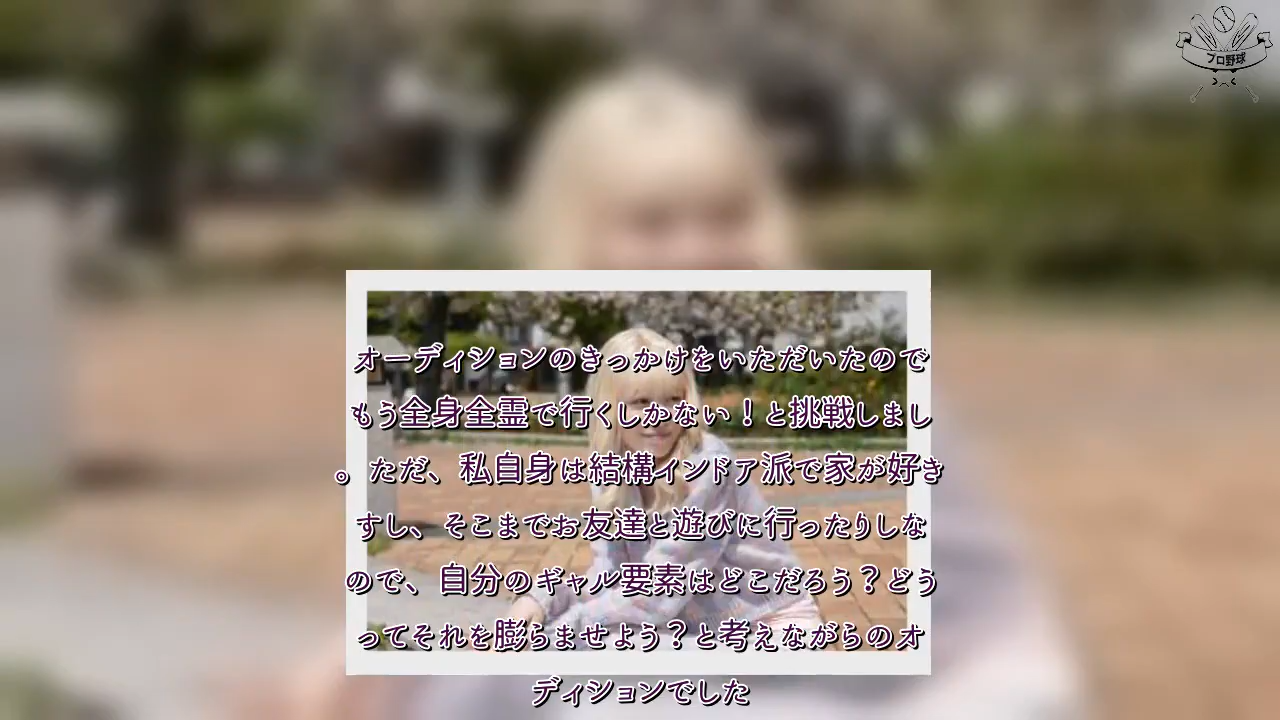 プロ野球
オーディションのきっかけをいただいたので
もう全身全霊で行くしかない！と挑戦しまし
。ただ、私自身は結構インドア派で家が好き
すし、そこまでお友達と遊びに行ったりしな
ので、自分のギャル要素はどこだろう？どう
ってそれを膨らませよう？と考えながらのオ
ディションでした